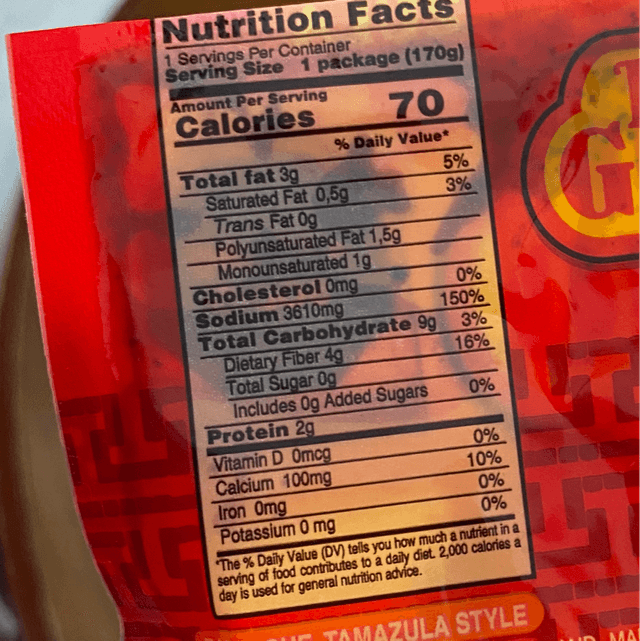 Nutrition Facts
1 Servings Per Container
Serving Size 1 package (170g)
Amount Per Serving
Calories 70
% Daily Value*
Total fat 3g 5%
Saturated Fat 0,5g 3%
Trans Fat 0g
Polyunsaturated Fat 1,5g
Monounsaturated 1g
Cholesterol 0mg 0%
Sodium 3610mg 150%
Total Carbohydrate 9g 3%
Dietary Fiber 4g 16%
Total Sugar 0g
Includes 0g Added Sugars 0%
Protein 2g
Vitamin D 0mcg 0%
Calcium 100mg 10%
Iron 0mg 0%
Potassium 0 mg 0%
*The % Daily Value (DV) tells you how much a nutrient in a
serving of food contributes to a daily diet. 2,000 calories a
day is used for general nutrition advice.
TAMAZULA STYLE